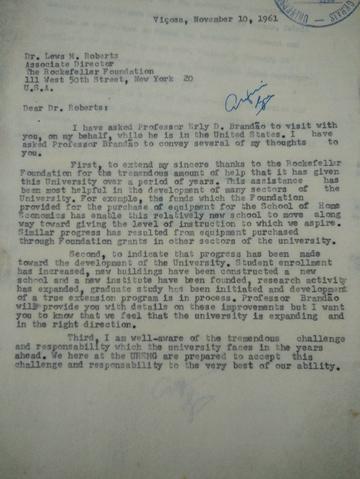 Viçosa, November 10, 1961
GERAIS - UNIVER
Dr. Lews M. Roberts
Associate Director
The Rockefellar Foundation
111 West 50th Street, New York 20
U.S.A.
Dear Dr. Roberts:
I have asked Professor Erly D. Brandão to visit with
you, on my behalf, while he is in the United States. I have
asked Professor Brandão to convey several of my thoughts to
you.
First, to extend my sincere thanks to the Rockefellar
Foundation for the tremendous amount of help that it has given
this University over a period of years. This assistance has
been most helpful in the development of many sectors of the
University. For example, the funds which the Foundation
provided for the purchase of equipment for the School of Home
Economics has enable this relatively new school to move along
way toward giving the level of instruction to which we aspire.
Similar progress has resulted from equipment purchased
through Foundation grants in other sectors of the university.
Second, to indicate that progress has been made
toward the development of the University. Student enrollment
has increased, new buildings have been constructed a new
school and a new institute have been founded, research activity
has expanded, graduate study has been initiated and development
of a true extension program is in process. Professor Brandão
will provide you with details on these improvements but I want
you to know that we feel that the university is expanding and
in the right direction.
Third, I am well-aware of the tremendous challenge
and responsability which the university faces in the years
ahead. We here at the UREMG are prepared to accept this
challenge and responsibility to the very best of our ability.